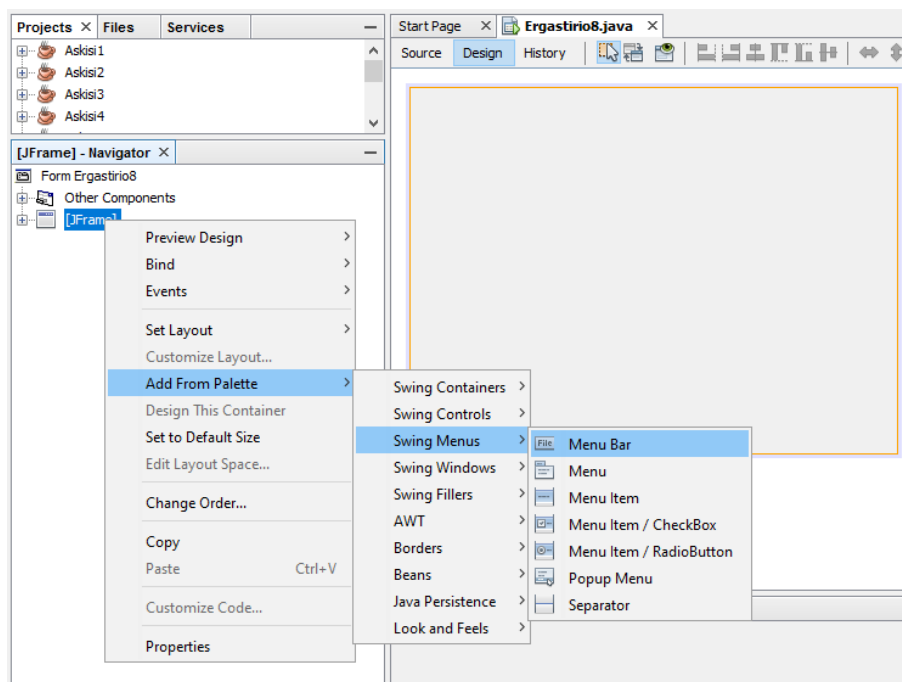 Projects Files Services
Askisi1
Askisi2
Askisi3
Askisi4
[JFrame] - Navigator
Form Ergastirio8
Other Components
[JFrame]
Start Page Ergastirio8.java
Source Design History
Preview Design
Bind
Events
Set Layout
Customize Layout...
Add From Palette
Design This Container
Set to Default Size
Edit Layout Space...
Change Order...
Copy
Paste Ctrl+V
Customize Code...
Properties
Swing Containers
Swing Controls
Swing Menus
Swing Windows
Swing Fillers
AWT
Borders
Beans
Java Persistence
Look and Feels
File Menu Bar
Menu
Menu Item
Menu Item / CheckBox
Menu Item / RadioButton
Popup Menu
Separator